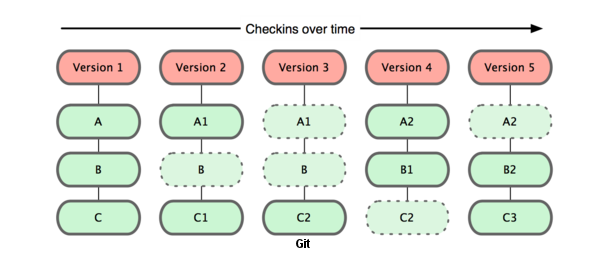 Checkins over time
Version 1 Version 2 Version 3 Version 4 Version 5
A A1 A1 A2 A2
B B B B1 B2
C C1 C2 C2 C3
Git